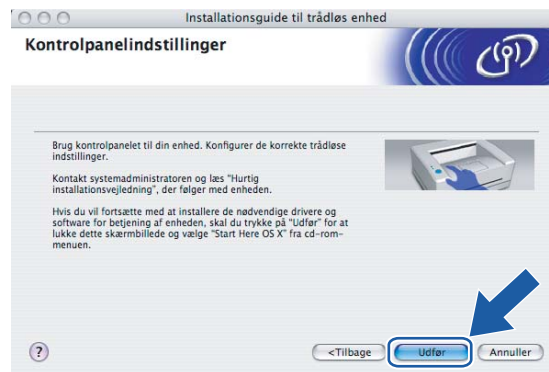 Installationsguide til trådløs enhed
Kontrolpanelindstillinger
Brug kontrolpanelet til din enhed. Konfigurer de korrekte trådløse
indstillinger.
Kontakt systemadministratoren og læs "Hurtig
installationsvejledning", der følger med enheden.
Hvis du vil fortsætte med at installere de nødvendige drivere og
software for betjening af enheden, skal du trykke på "Udfør" for at
lukke dette skærmbillede og vælge "Start Here OS X" fra cd-rom-
menuen.
? <Tilbage Udfør Annuller